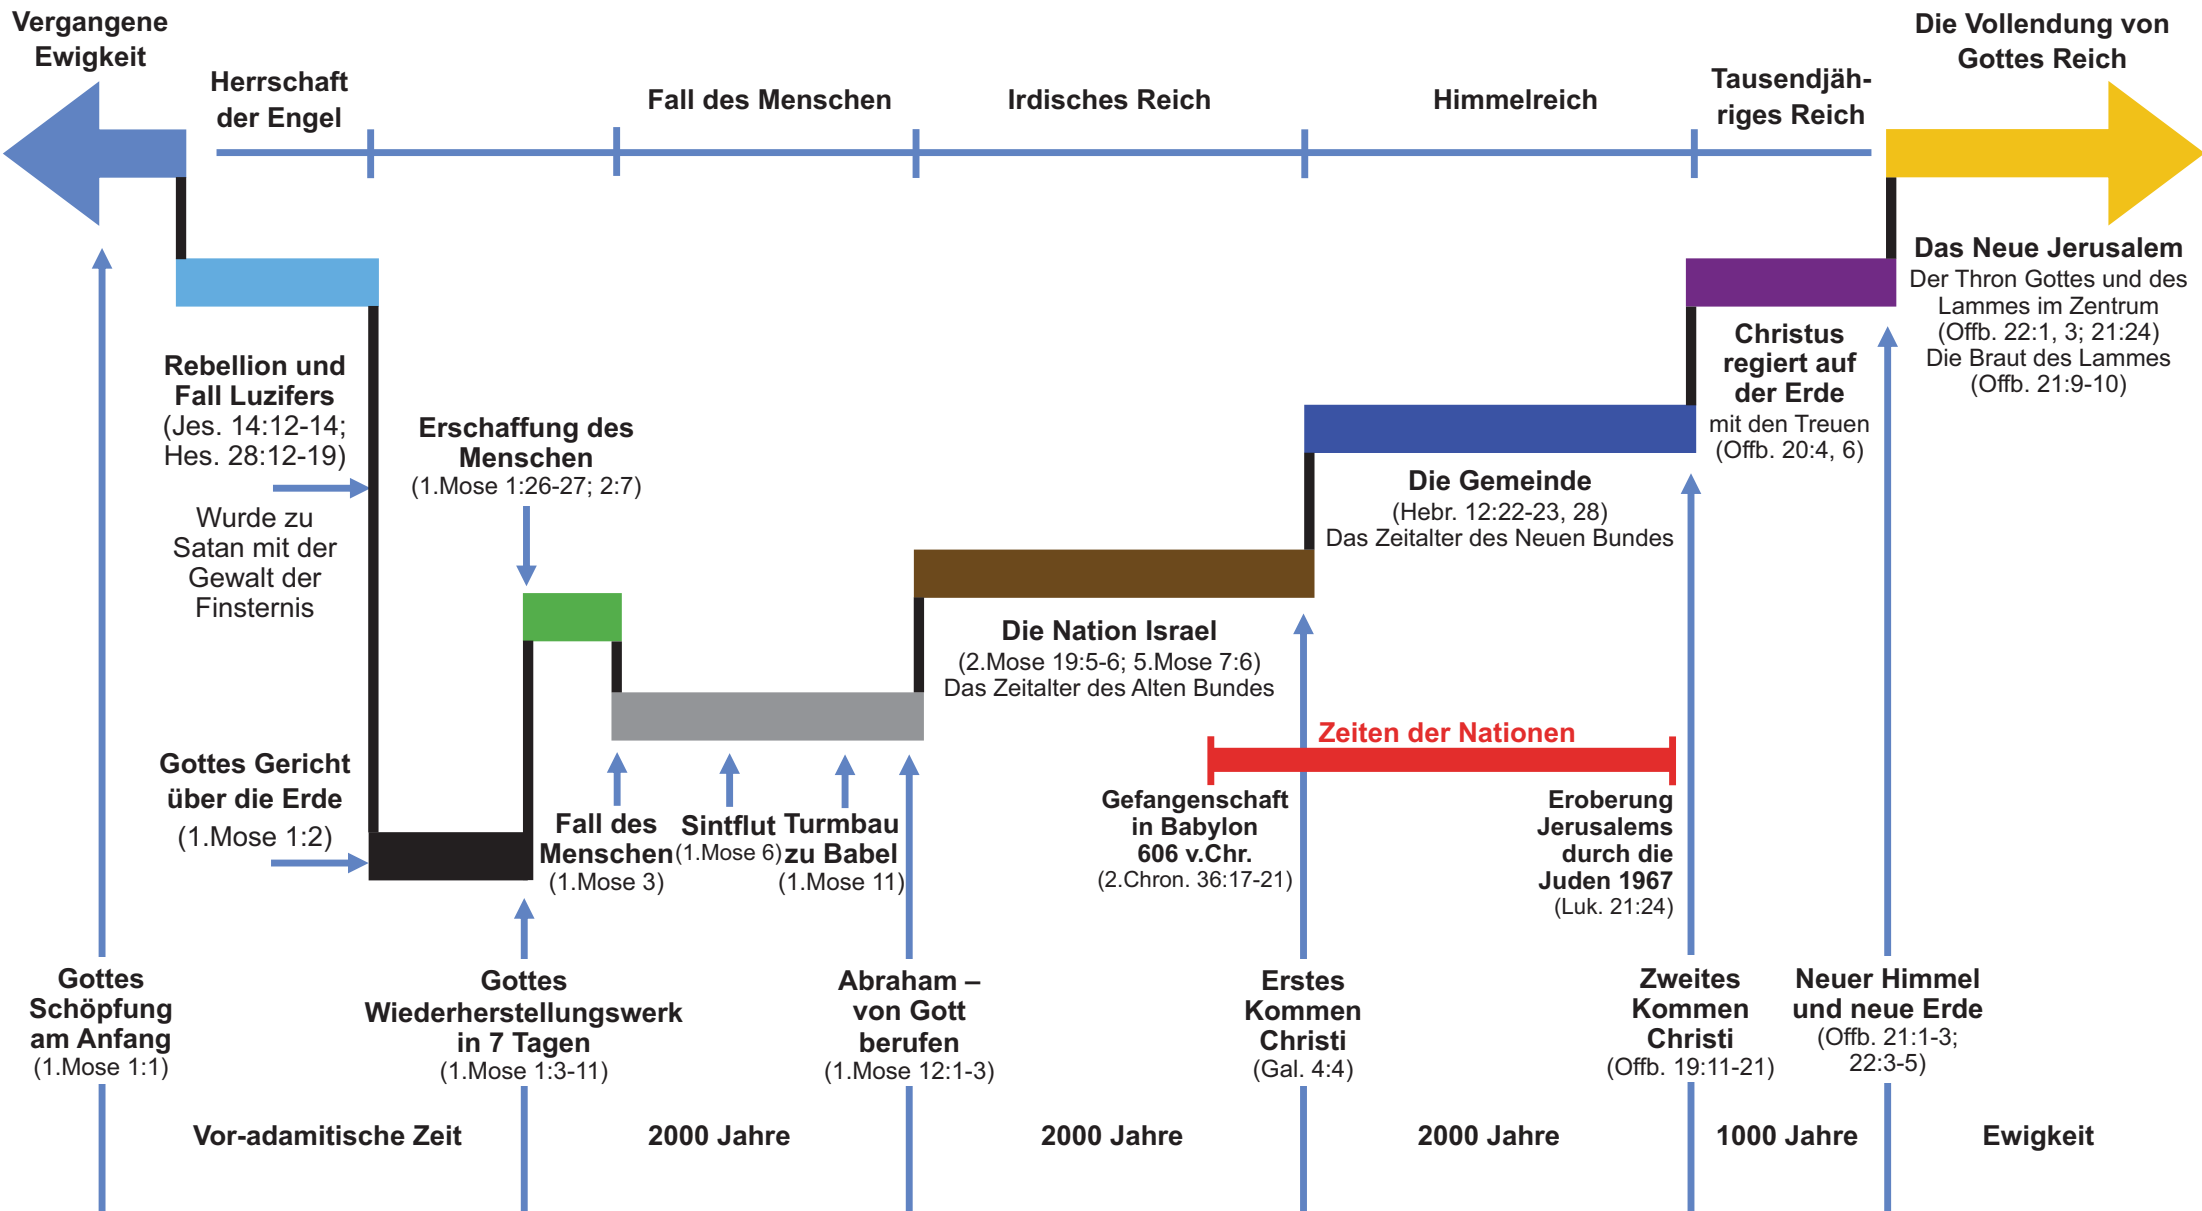 Vergangene
Ewigkeit
Herrschaft
der Engel
Fall des Menschen
Irdisches Reich
Himmelreich
Tausendjäh-
riges Reich
Die Vollendung von
Gottes Reich
Rebellion und
Fall Luzifers
(Jes. 14:12-14;
Hes. 28:12-19)
Wurde zu
Satan mit der
Gewalt der
Finsternis
Gottes Gericht
über die Erde
(1.Mose 1:2)
Erschaffung des
Menschen
(1.Mose 1:26-27; 2:7)
Fall des
Menschen
(1.Mose 3)
Sintflut
(1.Mose 6)
Turmbau
zu Babel
(1.Mose 11)
Die Nation Israel
(2.Mose 19:5-6; 5.Mose 7:6)
Das Zeitalter des Alten Bundes
Die Gemeinde
(Hebr. 12:22-23, 28)
Das Zeitalter des Neuen Bundes
Christus
regiert auf
der Erde
mit den Treuen
(Offb. 20:4, 6)
Das Neue Jerusalem
Der Thron Gottes und des
Lammes im Zentrum
(Offb. 22:1, 3; 21:24)
Die Braut des Lammes
(Offb. 21:9-10)
Zeiten der Nationen
Gefangenschaft
in Babylon
606 v.Chr.
(2.Chron. 36:17-21)
Eroberung
Jerusalems
durch die
Juden 1967
(Luk. 21:24)
Gottes
Schöpfung
am Anfang
(1.Mose 1:1)
Gottes
Wiederherstellungswerk
in 7 Tagen
(1.Mose 1:3-11)
Abraham –
von Gott
berufen
(1.Mose 12:1-3)
Erstes
Kommen
Christi
(Gal. 4:4)
Zweites
Kommen
Christi
(Offb. 19:11-21)
Neuer Himmel
und neue Erde
(Offb. 21:1-3;
22:3-5)
Vor-adamitische Zeit
2000 Jahre
2000 Jahre
2000 Jahre
1000 Jahre
Ewigkeit